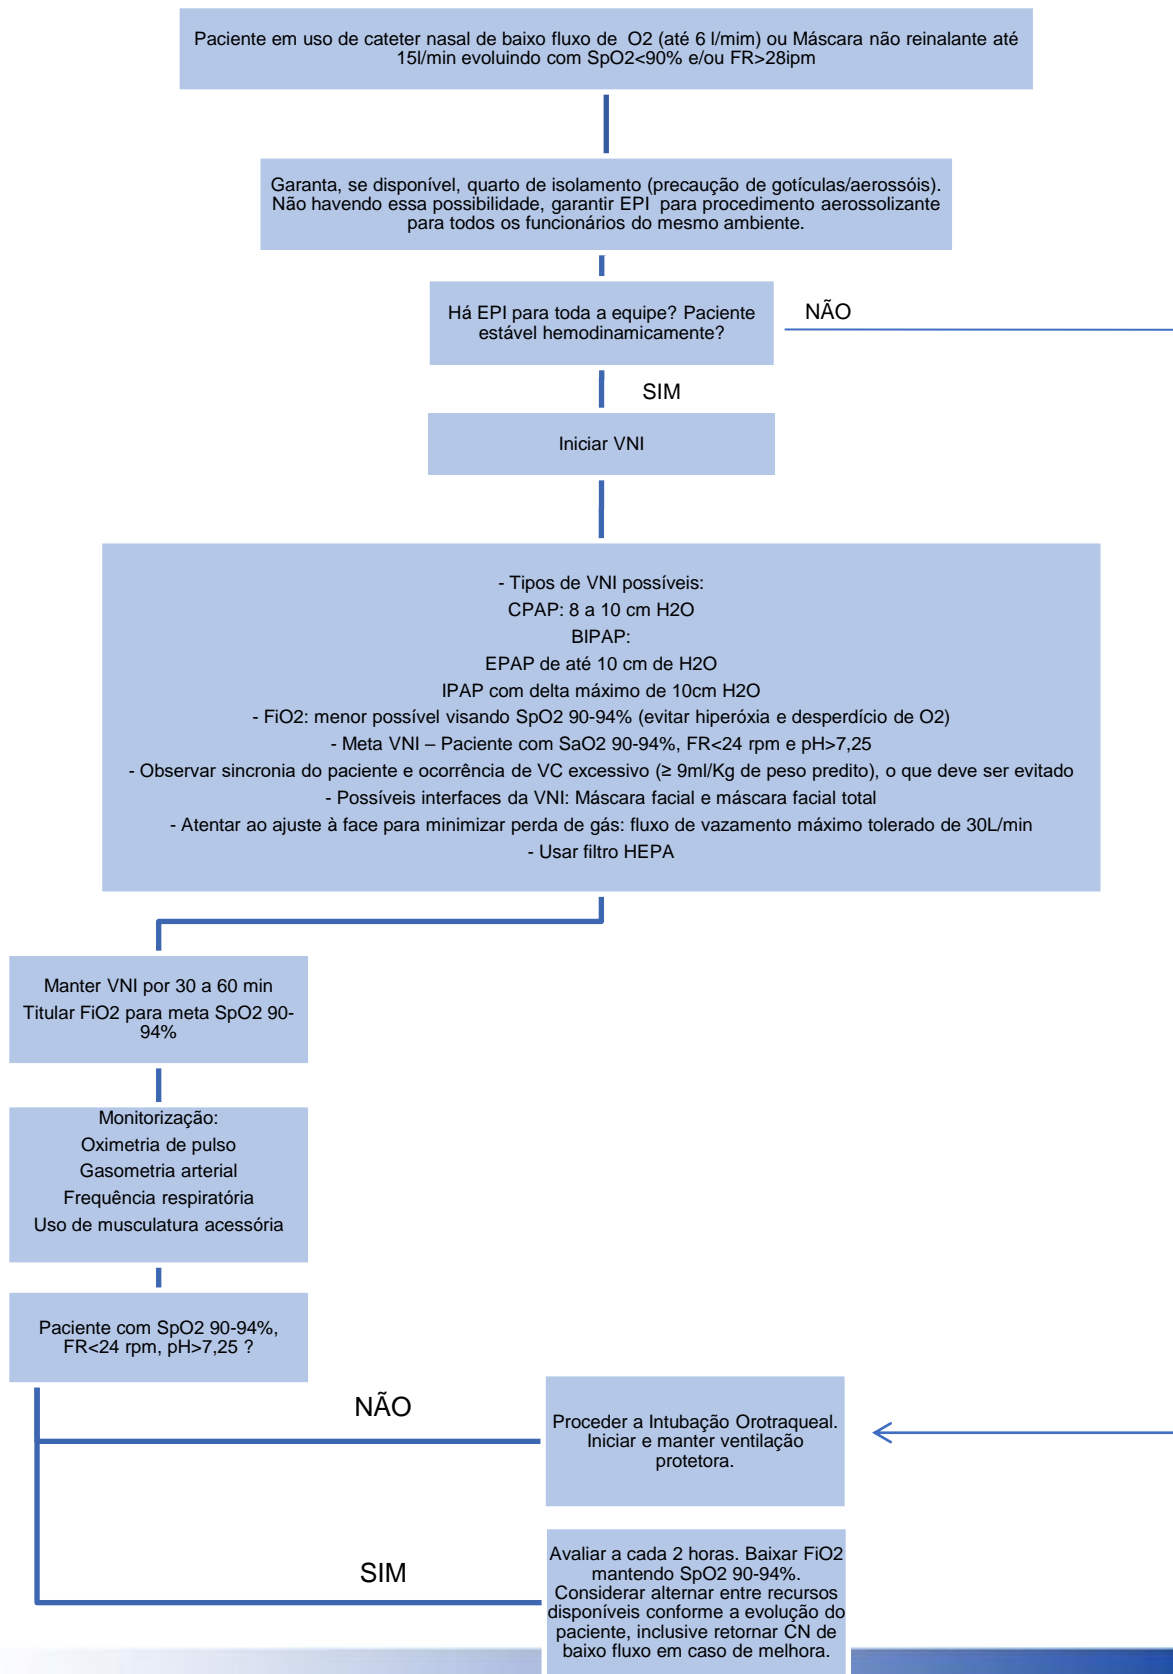 Paciente em uso de cateter nasal de baixo fluxo de O2 (até 6 l/mim) ou Máscara não reinalante até
15l/min evoluindo com SpO2<90% e/ou FR>28ipm
Garanta, se disponível, quarto de isolamento (precaução de gotículas/aerossóis).
Não havendo essa possibilidade, garantir EPI para procedimento aerossolizante
para todos os funcionários do mesmo ambiente.
Há EPI para toda a equipe? Paciente
estável hemodinamicamente?
NÃO
SIM
Iniciar VNI
- Tipos de VNI possíveis:
CPAP: 8 a 10 cm H2O
BIPAP:
EPAP de até 10 cm de H2O
IPAP com delta máximo de 10cm H2O
- FiO2: menor possível visando SpO2 90-94% (evitar hiperóxia e desperdício de O2)
- Meta VNI – Paciente com SaO2 90-94%, FR<24 rpm e pH>7,25
- Observar sincronia do paciente e ocorrência de VC excessivo (≥ 9ml/Kg de peso predito), o que deve ser evitado
- Possíveis interfaces da VNI: Máscara facial e máscara facial total
- Atentar ao ajuste à face para minimizar perda de gás: fluxo de vazamento máximo tolerado de 30L/min
- Usar filtro HEPA
Manter VNI por 30 a 60 min
Titular FiO2 para meta SpO2 90-
94%
Monitorização:
Oximetria de pulso
Gasometria arterial
Frequência respiratória
Uso de musculatura acessória
Paciente com SpO2 90-94%,
FR<24 rpm, pH>7,25 ?
NÃO
Proceder a Intubação Orotraqueal.
Iniciar e manter ventilação
protetora.
SIM
Avaliar a cada 2 horas. Baixar FiO2
mantendo SpO2 90-94%.
Considerar alternar entre recursos
disponíveis conforme a evolução do
paciente, inclusive retornar CN de
baixo fluxo em caso de melhora.